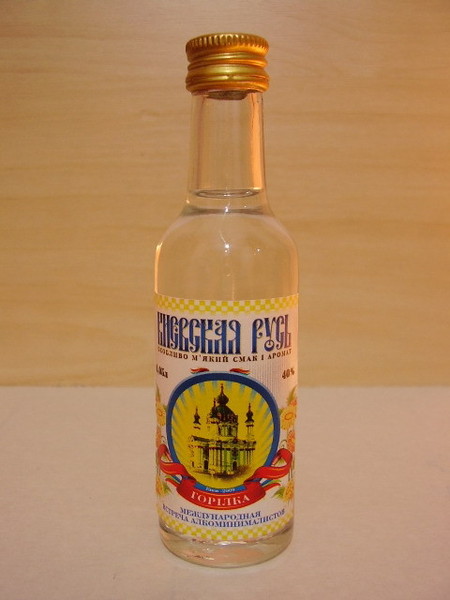 КИЕВСКАЯ РУСЬ
ОСОБЛИВО М'ЯКИЙ СМАК І АРОМАТ
0.05л 40%
ГОРІЛКА
МЕЖДУНАРОДНАЯ
ВСТРЕЧА АЛКОМИНИМАЛИСТОВ